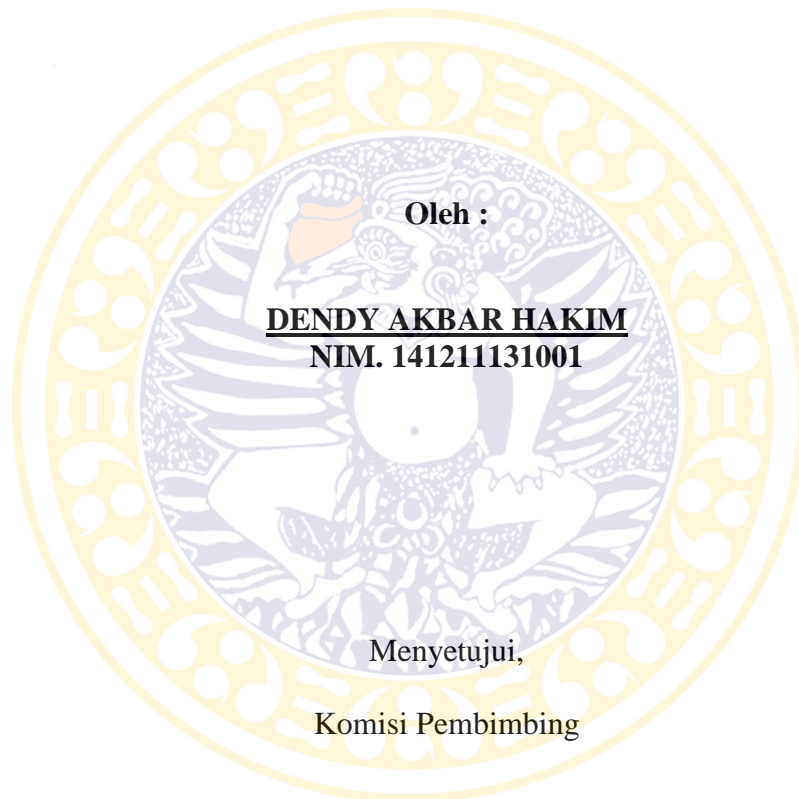 Oleh :
DENDY AKBAR HAKIM
NIM. 141211131001
Menyetujui,
Komisi Pembimbing